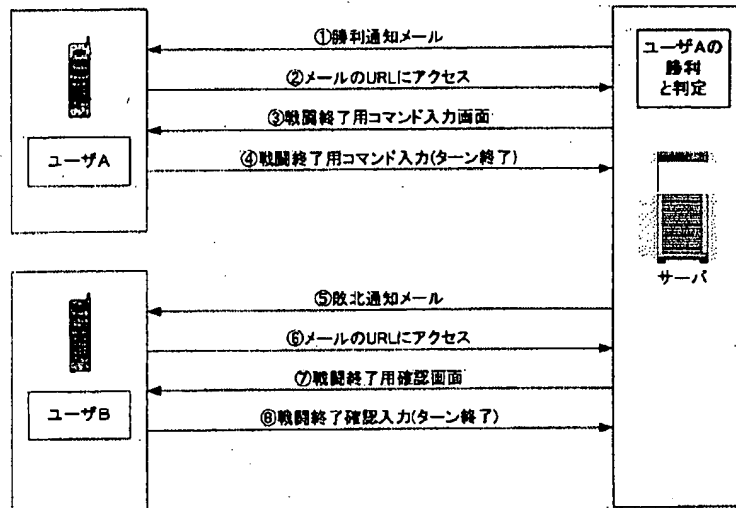 ①勝利通知メール
②メールのURLにアクセス
③戦闘終了用コマンド入力画面
④戦闘終了用コマンド入力(ターン終了)
ユーザA
ユーザAの
勝利
と判定
サーバ
⑤敗北通知メール
⑥メールのURLにアクセス
⑦戦闘終了用確認画面
⑧戦闘終了確認入力(ターン終了)
ユーザB